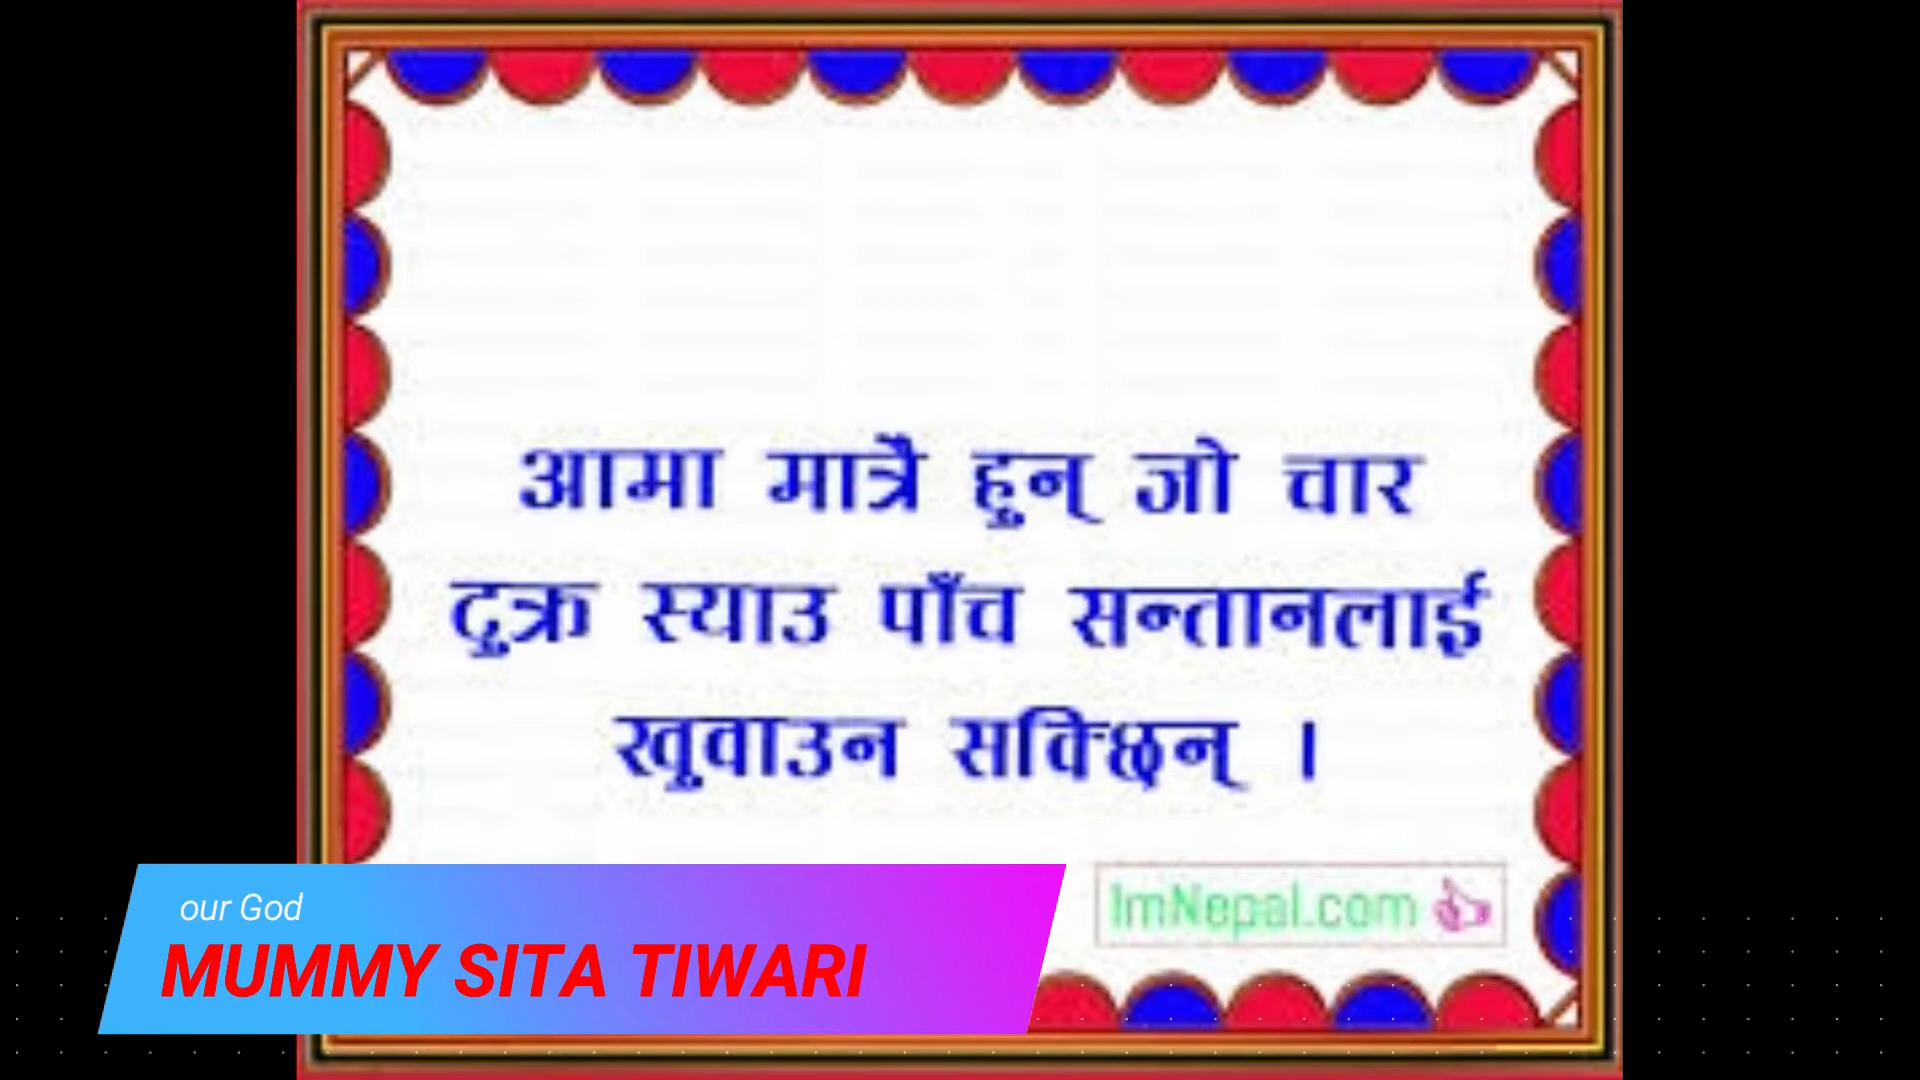 आमा मात्रै हुन् जो चार
दुक्र स्याउ पाँच सन्तानलाई
खुवाउन सक्छिन् ।
ImNepal.com
our God
MUMMY SITA TIWARI